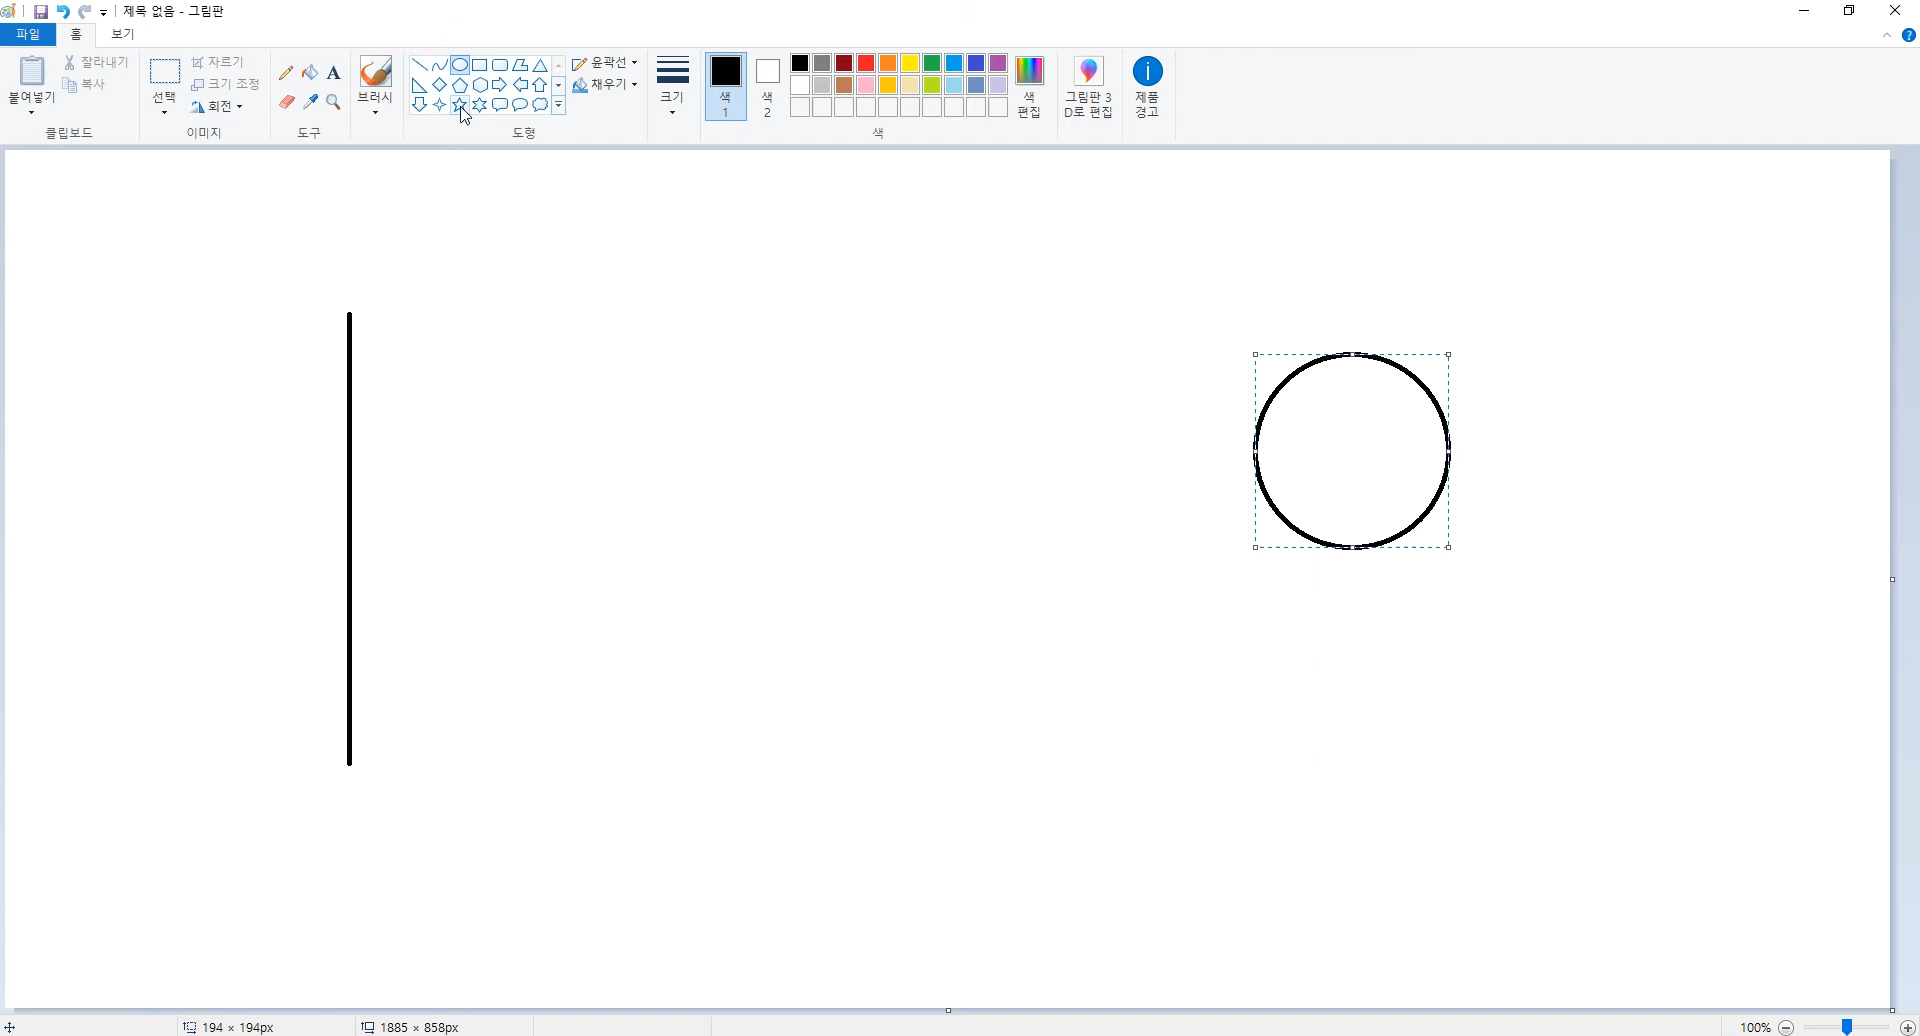 제목 없음 - 그림판
파일 홈 보기
붙여넣기
잘라내기
복사
클립보드
선택
자르기
크기 조정
회전
이미지
A
도구
브러시
윤곽선
채우기
도형
크기
색
1
색
2
색
편집
색
그림판 3
D로 편집
제품
경고
194 × 194px
1885 × 858px
100%